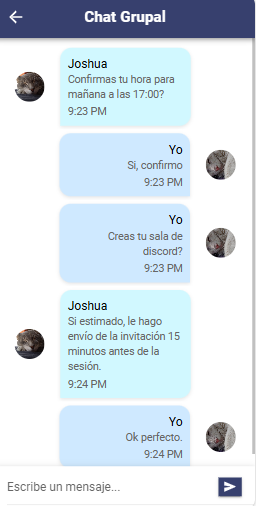 Chat Grupal
Joshua
Confirmas tu hora para
mañana a las 17:00?
9:23 PM
Yo
Si, confirmo
9:23 PM
Yo
Creas tu sala de
discord?
9:23 PM
Joshua
Si estimado, le hago
envío de la invitación 15
minutos antes de la
sesión.
9:24 PM
Yo
Ok perfecto.
9:24 PM
Escribe un mensaje...